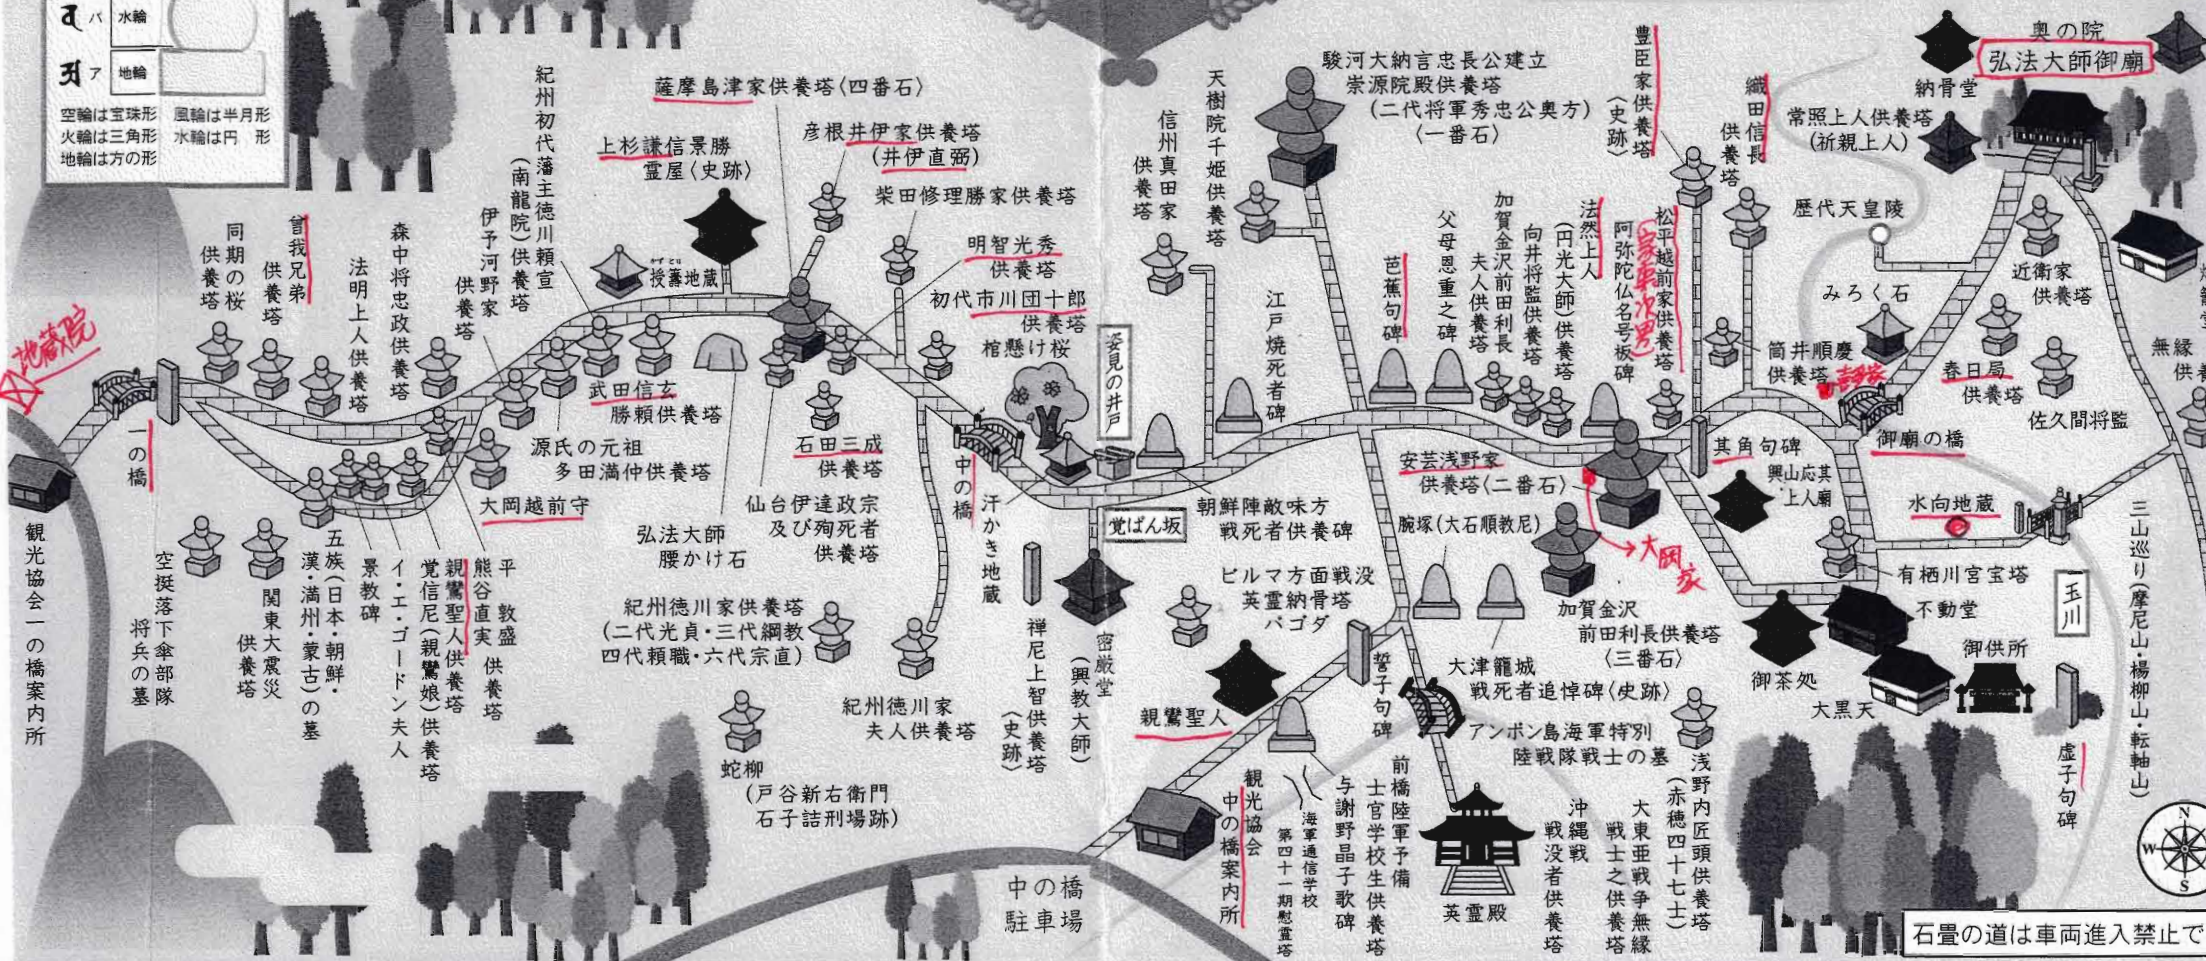 バ 水輪
ア 地輪
空輪は宝珠形 風輪は半月形
火輪は三角形 水輪は円 形
地輪は方の形
地蔵院
観光協会一の橋案内所
一の橋
同期の桜
供養塔
曾我兄弟
供養塔
法明上人供養塔
森中将忠政供養塔
伊予河野家
供養塔
紀州初代藩主徳川頼宣
(南龍院)供養塔
空挺落下傘部隊
将兵の墓
関東大震災
供養塔
五族(日本・朝鮮・
漢・満州・蒙古)の墓
景教碑
イ・エ・ゴードン夫人
覚信尼(親鸞娘)供養塔
親鸞聖人供養塔
熊谷直実
平 敦盛
供養塔
大岡越前守
源氏の元祖
多田満仲供養塔
武田信玄
勝頼供養塔
授籌地蔵
かずとり
上杉謙信景勝
霊屋〈史跡〉
薩摩島津家供養塔〈四番石〉
彦根井伊家供養塔
(井伊直弼)
柴田修理勝家供養塔
明智光秀
供養塔
初代市川団十郎
供養塔
棺懸け桜
弘法大師
腰かけ石
石田三成
供養塔
仙台伊達政宗
及び殉死者
供養塔
紀州徳川家供養塔
(二代光貞・三代綱教
四代頼職・六代宗直)
紀州徳川家
夫人供養塔
蛇柳
(戸谷新右衛門
石子詰刑場跡)
中の橋
汗かき地蔵
姿見の井戸
覚ばん坂
禅尼上智供養塔
〈史跡〉
密厳堂
(興教大師)
中の橋
駐車場
信州真田家
供養塔
天樹院千姫供養塔
江戸焼死者碑
朝鮮陣敵味方
戦死者供養碑
駿河大納言忠長公建立
崇源院殿供養塔
(二代将軍秀忠公奥方)
〈一番石〉
ビルマ方面戦没
英霊納骨塔
パゴダ
親鸞聖人
観光協会
中の橋案内所
海軍通信学校
第四十一期慰霊塔
与謝野晶子歌碑
前橋陸軍予備
士官学校生供養塔
誓子句碑
英霊殿
アンボン島海軍特別
陸戦隊戦士の墓
沖縄戦
戦没者供養塔
大東亜戦争無縁
戦士之供養塔
浅野内匠頭供養塔
(赤穂四十七士)
芭蕉句碑
父母恩重之碑
加賀金沢前田利長
夫人供養塔
向井将監供養塔
法然上人
(円光大師)供養塔
阿弥陀仏名号板碑
松平越前家供養塔
(家康次男)
豊臣家供養塔
〈史跡〉
織田信長
供養塔
安芸浅野家
供養塔〈二番石〉
腕塚(大石順教尼)
大岡家
加賀金沢
前田利長供養塔
〈三番石〉
大津籠城
戦死者追悼碑〈史跡〉
筒井順慶
供養塔
其角句碑
興山応其
上人廟
御廟の橋
水向地蔵
有栖川宮宝塔
不動堂
御供所
御茶処
大黒天
玉川
虚子句碑
三山巡り(摩尼山・楊柳山・転軸山)
奥の院
弘法大師御廟
納骨堂
常照上人供養塔
(祈親上人)
歴代天皇陵
みろく石
近衛家
供養塔
春日局
供養塔
佐久間将監
無縁
N
W
S
石畳の道は車両進入禁止で